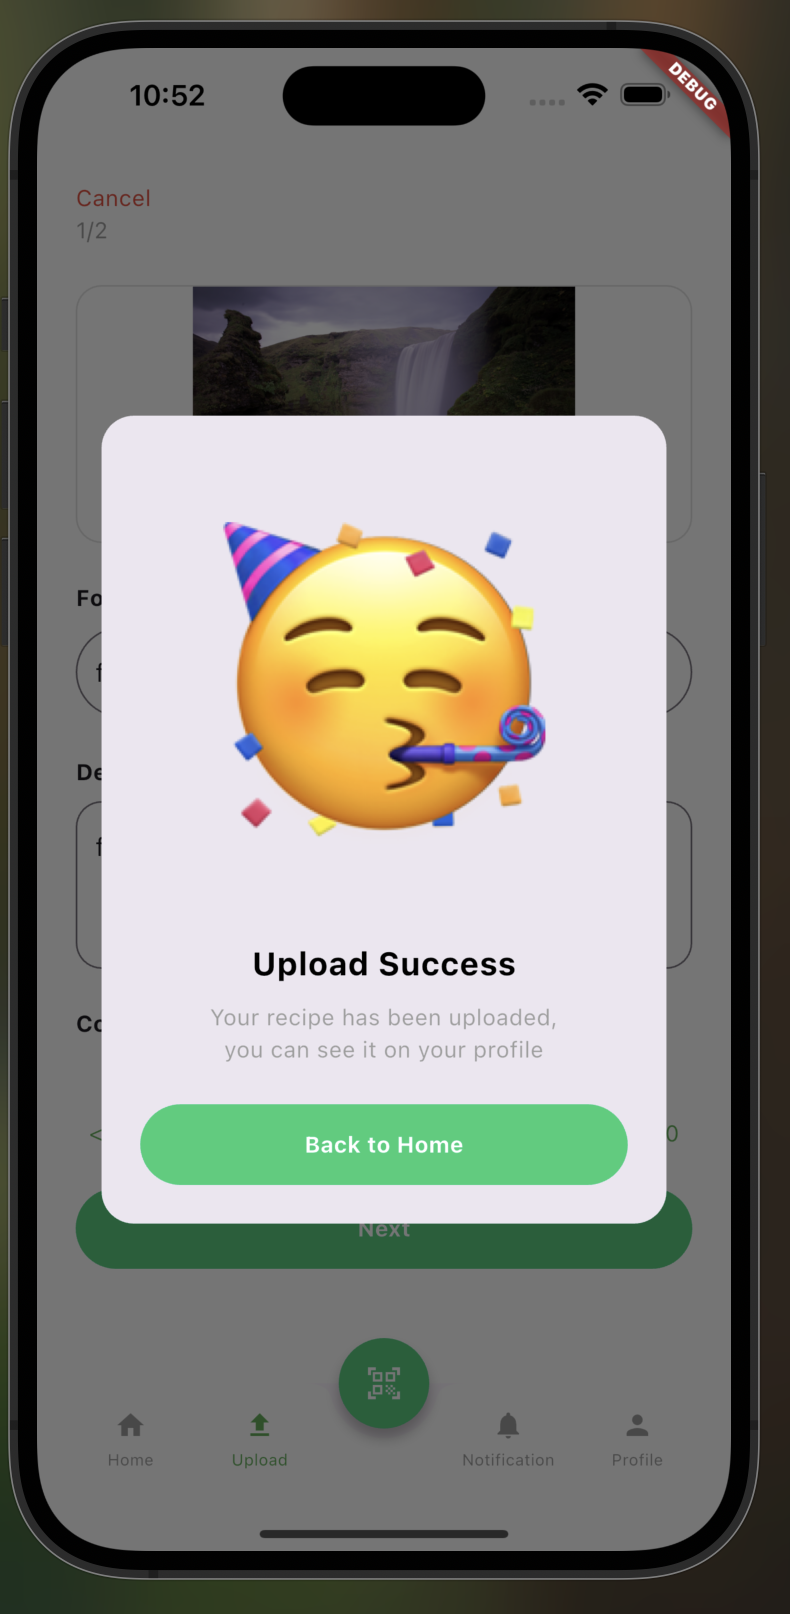 10:52
DEBUG
Cancel
1/2
Fo
f
De
f
Upload Success
Your recipe has been uploaded,
you can see it on your profile
Co
<
0
Back to Home
Next
Home
Upload
Notification
Profile